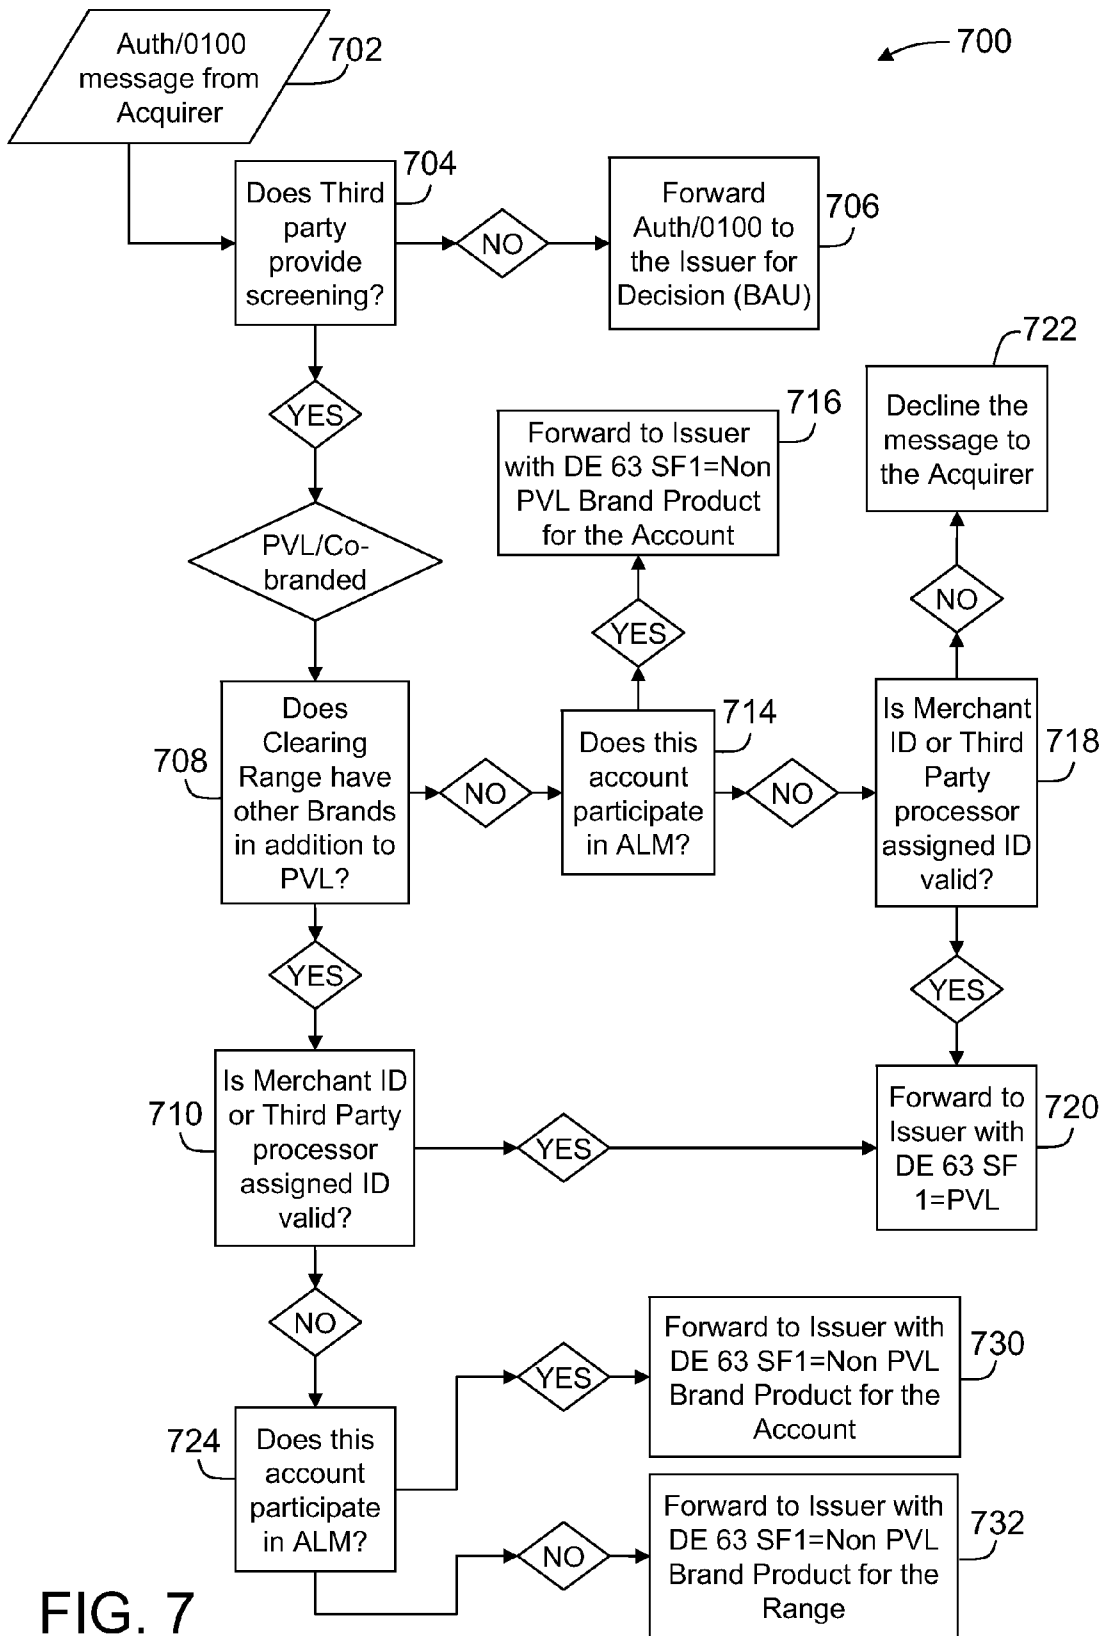 Auth/0100
message from
Acquirer
702
700
Does Third
party
provide
screening?
704
NO
Forward
Auth/0100 to
the Issuer for
Decision (BAU)
706
YES
PVL/Co-
branded
Forward to Issuer
with DE 63 SF1=Non
PVL Brand Product
for the Account
716
Decline the
message to
the Acquirer
722
YES
NO
Does
Clearing
Range have
other Brands
in addition to
PVL?
708
NO
Does this
account
participate
in ALM?
714
NO
Is Merchant
ID or Third
Party
processor
assigned ID
valid?
718
YES
YES
Is Merchant ID
or Third Party
processor
assigned ID
valid?
710
YES
Forward to
Issuer with
DE 63 SF
1=PVL
720
NO
Does this
account
participate
in ALM?
724
YES
Forward to Issuer with
DE 63 SF1=Non PVL
Brand Product for the
Account
730
NO
Forward to Issuer with
DE 63 SF1=Non PVL
Brand Product for the
Range
732
FIG. 7